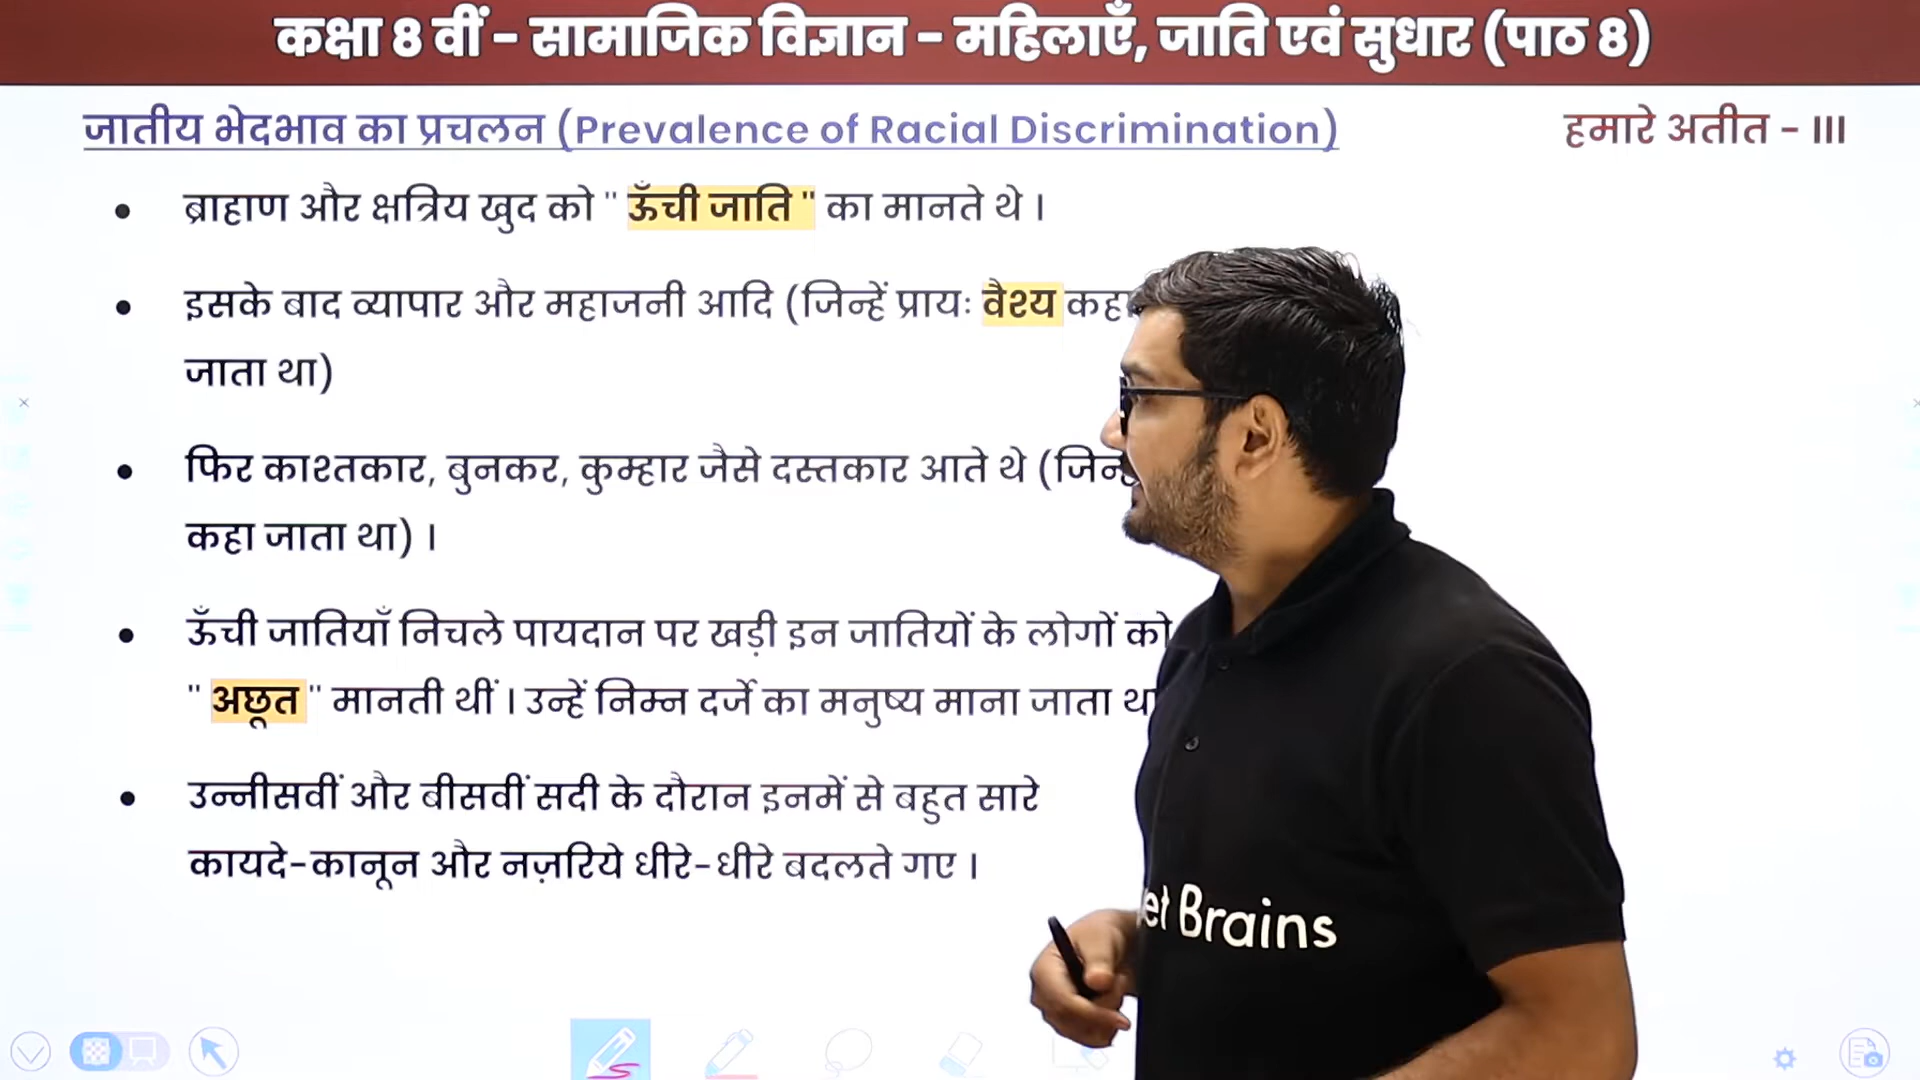 कक्षा 8 वीं - सामाजिक विज्ञान - महिलाएँ, जाति एवं सुधार (पाठ 8)
जातीय भेदभाव का प्रचलन (Prevalence of Racial Discrimination)
हमारे अतीत - III
• ब्राहाण और क्षत्रिय खुद को " ऊँची जाति " का मानते थे ।
• इसके बाद व्यापार और महाजनी आदि (जिन्हें प्रायः वैश्य कहा
जाता था)
• फिर काश्तकार, बुनकर, कुम्हार जैसे दस्तकार आते थे
कहा जाता था) ।
• ऊँची जातियाँ निचले पायदान पर खड़ी इन जातियों के लोगों को
" अछूत " मानती थीं । उन्हें निम्न दर्जे का मनुष्य माना जाता
• उन्नीसवीं और बीसवीं सदी के दौरान इनमें से बहुत सारे
कायदे-कानून और नज़रिये धीरे-धीरे बदलते गए ।
Brains